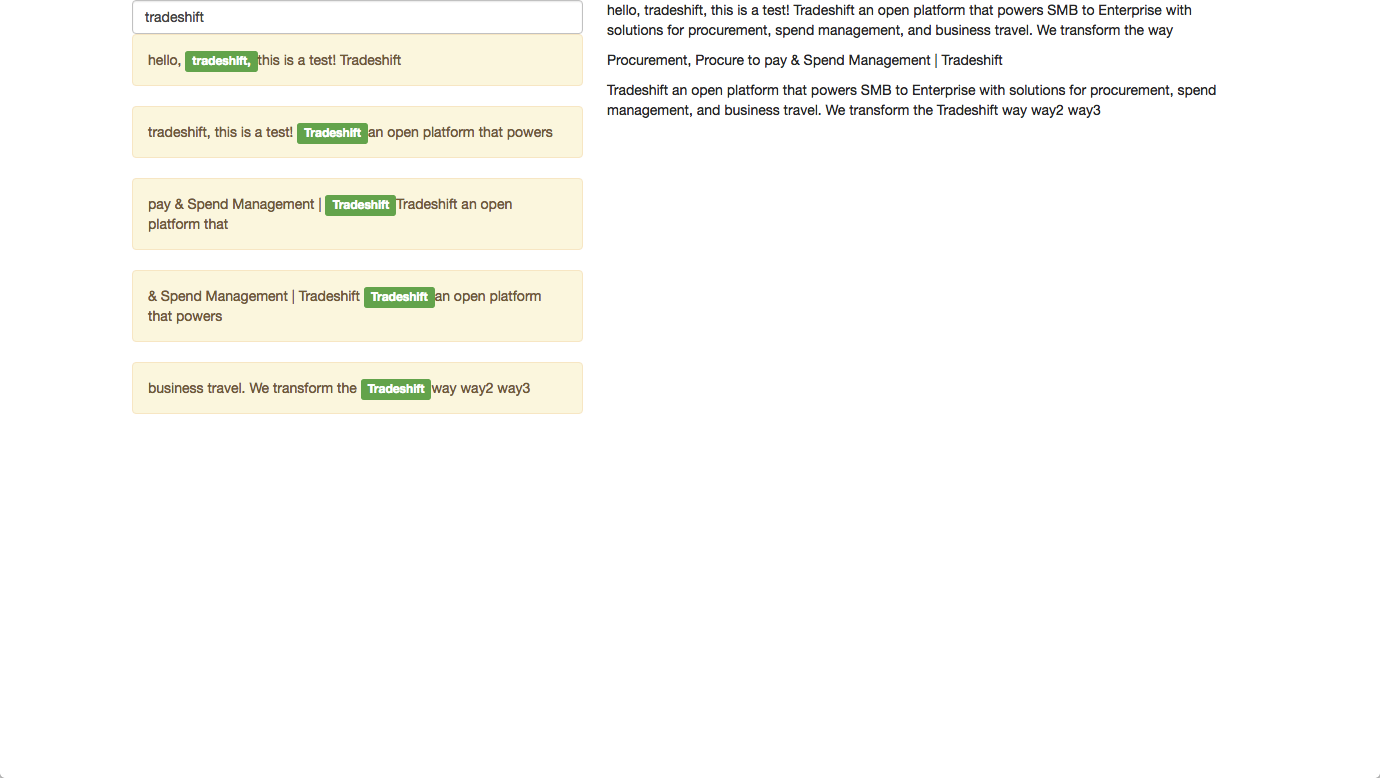 tradeshift
hello, tradeshift, this is a test! Tradeshift
tradeshift, this is a test! Tradeshift an open platform that powers
pay & Spend Management | Tradeshift Tradeshift an open
platform that
& Spend Management | Tradeshift Tradeshift an open platform
that powers
business travel. We transform the Tradeshift way way2 way3
hello, tradeshift, this is a test! Tradeshift an open platform that powers SMB to Enterprise with
solutions for procurement, spend management, and business travel. We transform the way
Procurement, Procure to pay & Spend Management | Tradeshift
Tradeshift an open platform that powers SMB to Enterprise with solutions for procurement, spend
management, and business travel. We transform the Tradeshift way way2 way3